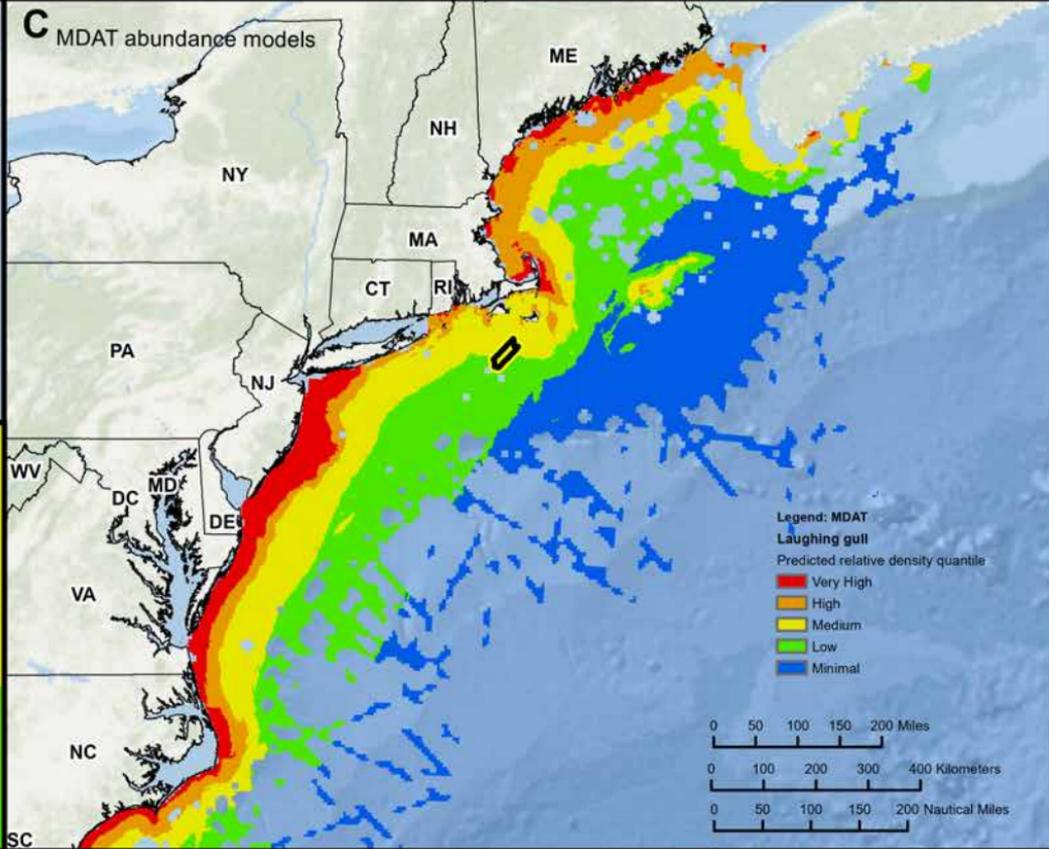 C MDAT abundance models
ME
NH
NY
MA
CT
RI
PA
NJ
WV
MD
DC
DE
VA
NC
SC
Legend: MDAT
Laughing gull
Predicted relative density quantile
Very High
High
Medium
Low
Minimal
0 50 100 150 200 Miles
0 100 200 300 400 Kilometers
0 50 100 150 200 Nautical Miles